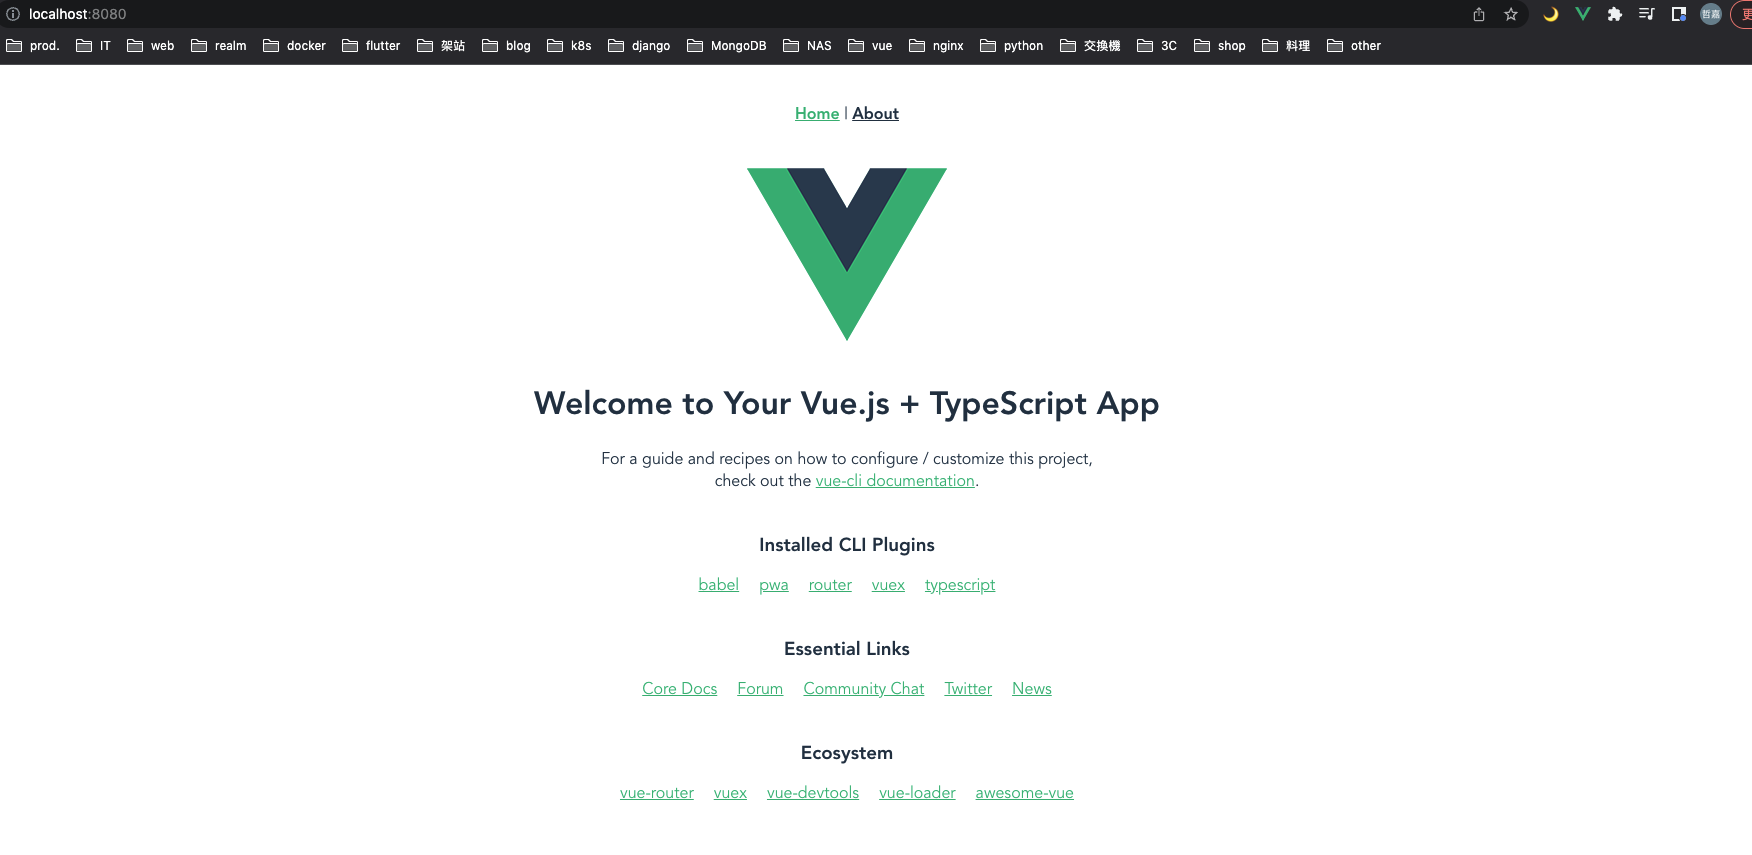 localhost:8080
哲嘉
更
prod. IT web realm docker flutter 架站 blog k8s django MongoDB NAS vue nginx python 交換機 3C shop 料理 other
Home | About
Welcome to Your Vue.js + TypeScript App
For a guide and recipes on how to configure / customize this project,
check out the vue-cli documentation.
Installed CLI Plugins
babel pwa router vuex typescript
Essential Links
Core Docs Forum Community Chat Twitter News
Ecosystem
vue-router vuex vue-devtools vue-loader awesome-vue